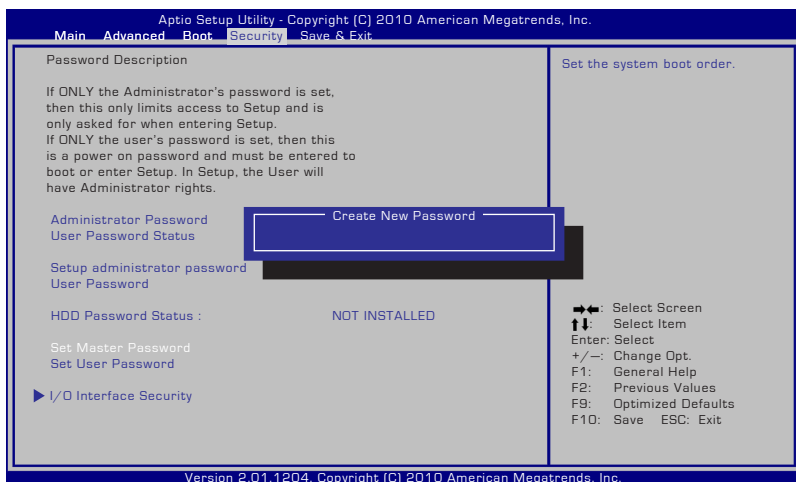 Aptio Setup Utility - Copyright (C) 2010 American Megatrends, Inc.
Main Advanced Boot Security Save & Exit
Password Description
If ONLY the Administrator's password is set,
then this only limits access to Setup and is
only asked for when entering Setup.
If ONLY the user's password is set, then this
is a power on password and must be entered to
boot or enter Setup. In Setup, the User will
have Administrator rights.
Administrator Password
User Password Status
Create New Password
Setup administrator password
User Password
HDD Password Status : NOT INSTALLED
Set Master Password
Set User Password
I/O Interface Security
Set the system boot order.
→←: Select Screen
↑↓: Select Item
Enter: Select
+/—: Change Opt.
F1: General Help
F2: Previous Values
F9: Optimized Defaults
F10: Save ESC: Exit
Version 2.01.1204. Copyright (C) 2010 American Megatrends, Inc.